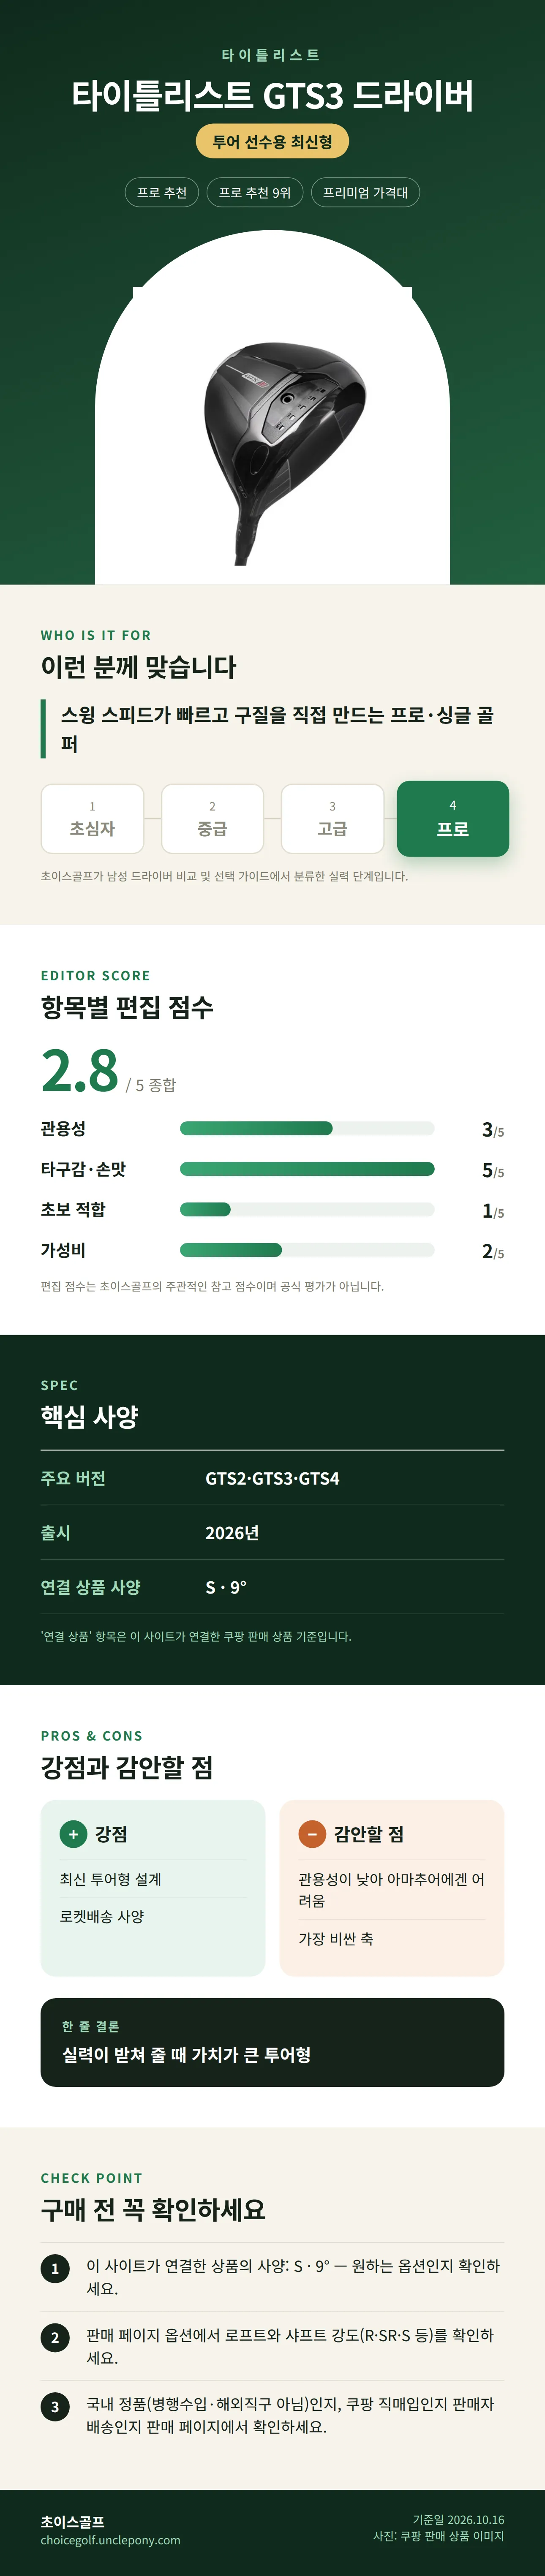 타이틀리스트
타이틀리스트 GTS3 드라이버
투어 선수용 최신형
프로 추천
프로 추천 9위
프리미엄 가격대
WHO IS IT FOR
이런 분께 맞습니다
스윙 스피드가 빠르고 구질을 직접 만드는 프로·싱글 골
퍼
1
초심자
2
중급
3
고급
4
프로
초이스골프가 남성 드라이버 비교 및 선택 가이드에서 분류한 실력 단계입니다.
EDITOR SCORE
항목별 편집 점수
2.8 / 5 종합
관용성 3/5
타구감·손맛 5/5
초보 적합 1/5
가성비 2/5
편집 점수는 초이스골프의 주관적인 참고 점수이며 공식 평가가 아닙니다.
SPEC
핵심 사양
주요 버전 GTS2·GTS3·GTS4
출시 2026년
연결 상품 사양 S · 9°
'연결 상품' 항목은 이 사이트가 연결한 쿠팡 판매 상품 기준입니다.
PROS & CONS
강점과 감안할 점
+ 강점
최신 투어형 설계
로켓배송 사양
− 감안할 점
관용성이 낮아 아마추어에겐 어
려움
가장 비싼 축
한 줄 결론
실력이 받쳐 줄 때 가치가 큰 투어형
CHECK POINT
구매 전 꼭 확인하세요
1 이 사이트가 연결한 상품의 사양: S · 9° — 원하는 옵션인지 확인하
세요.
2 판매 페이지 옵션에서 로프트와 샤프트 강도(R·SR·S 등)를 확인하
세요.
3 국내 정품(병행수입·해외직구 아님)인지, 쿠팡 직매입인지 판매자
배송인지 판매 페이지에서 확인하세요.
초이스골프
choicegolf.unclepony.com
기준일 2026.10.16
사진: 쿠팡 판매 상품 이미지